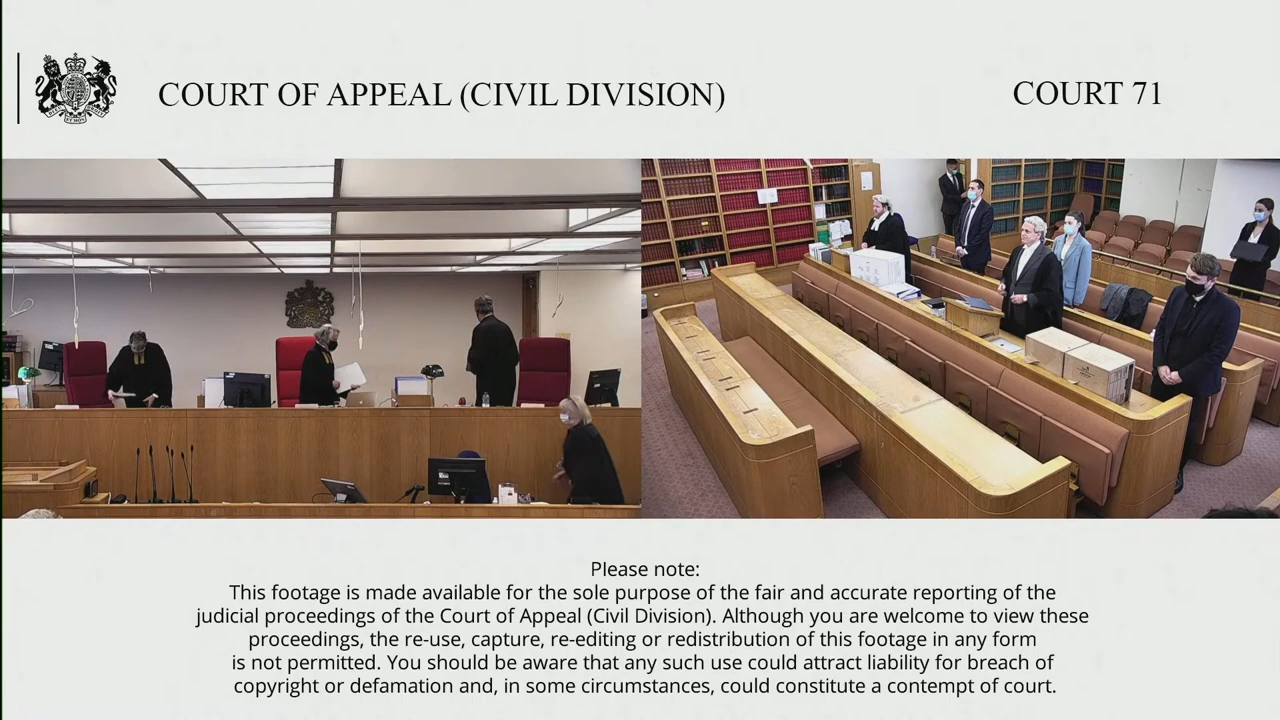 COURT OF APPEAL (CIVIL DIVISION)
COURT 71
Please note:
This footage is made available for the sole purpose of the fair and accurate reporting of the
judicial proceedings of the Court of Appeal (Civil Division). Although you are welcome to view these
proceedings, the re-use, capture, re-editing or redistribution of this footage in any form
is not permitted. You should be aware that any such use could attract liability for breach of
copyright or defamation and, in some circumstances, could constitute a contempt of court.